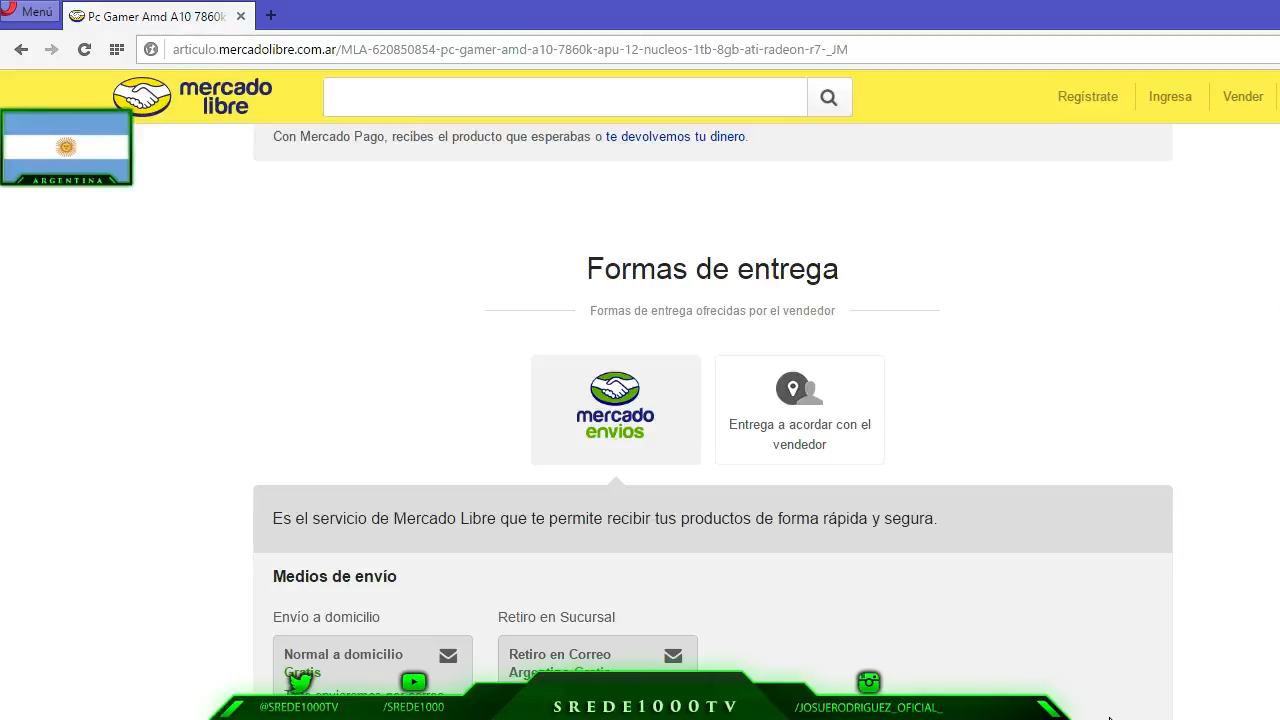 Menú
Pc Gamer Amd A10 7860k
articulo.mercadolibre.com.ar/MLA-620850854-pc-gamer-amd-a10-7860k-apu-12-nucleos-1tb-8gb-ati-radeon-r7-_JM
mercado
libre
Regístrate
Ingresa
Vender
ARGENTINA
Con Mercado Pago, recibes el producto que esperabas o te devolvemos tu dinero.
Formas de entrega
Formas de entrega ofrecidas por el vendedor
mercado
envios
Entrega a acordar con el
vendedor
Es el servicio de Mercado Libre que te permite recibir tus productos de forma rápida y segura.
Medios de envío
Envío a domicilio
Retiro en Sucursal
Normal a domicilio
Gratis
Retiro en Correo
Argentino Gratis
@SREDE1000TV
/SREDE1000
SREDE1000TV
/JOSUERODRIGUEZ_OFICIAL_